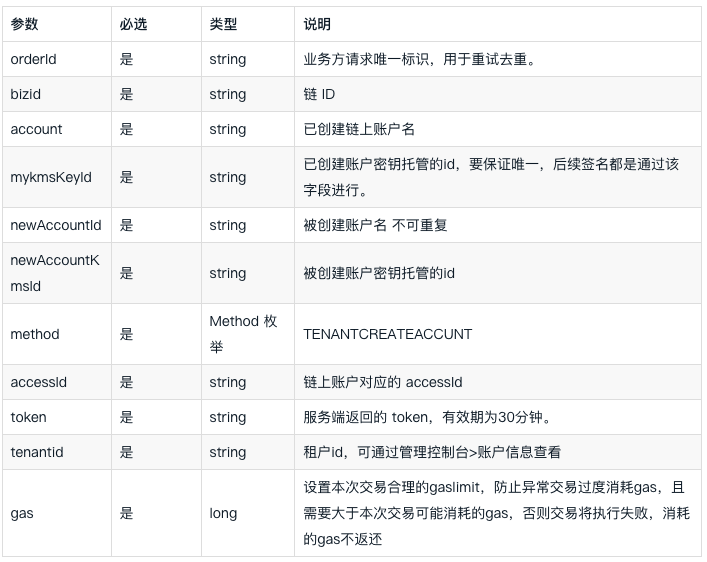 参数 必选 类型 说明
orderId 是 string 业务方请求唯一标识，用于重试去重。
bizid 是 string 链 ID
account 是 string 已创建链上账户名
mykmsKeyId 是 string 已创建账户密钥托管的id，要保证唯一，后续签名都是通过该
字段进行。
newAccountId 是 string 被创建账户名 不可重复
newAccountK
msId 是 string 被创建账户密钥托管的id
method 是 Method 枚
举 TENANTCREATEACCUNT
accessId 是 string 链上账户对应的 accessId
token 是 string 服务端返回的 token，有效期为30分钟。
tenantid 是 string 租户id，可通过管理控制台>账户信息查看
gas 是 long 设置本次交易合理的gaslimit，防止异常交易过度消耗gas，且
需要大于本次交易可能消耗的gas，否则交易将执行失败，消耗
的gas不返还